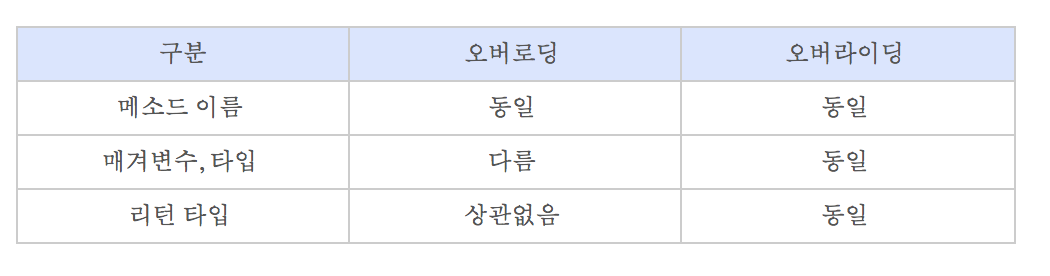 구분 오버로딩 오버라이딩
메소드 이름 동일 동일
매겨변수, 타입 다름 동일
리턴 타입 상관없음 동일